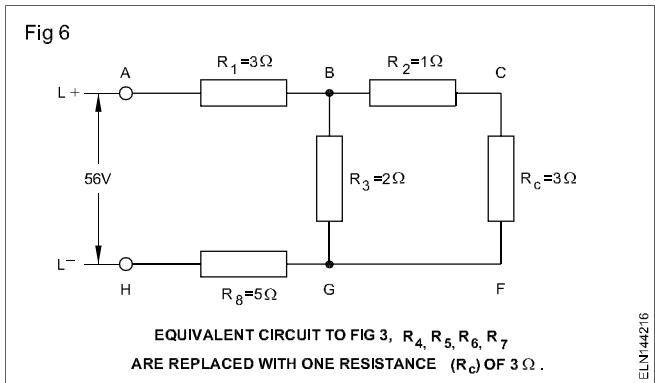 Fig 6
R1=3Ω
R2=1Ω
A
B
C
L +
56V
R3=2Ω
Rc=3Ω
L−
H
R8=5Ω
G
F
EQUIVALENT CIRCUIT TO FIG 3, R4, R5, R6, R7
ARE REPLACED WITH ONE RESISTANCE (Rc) OF 3 Ω .
ELN144216